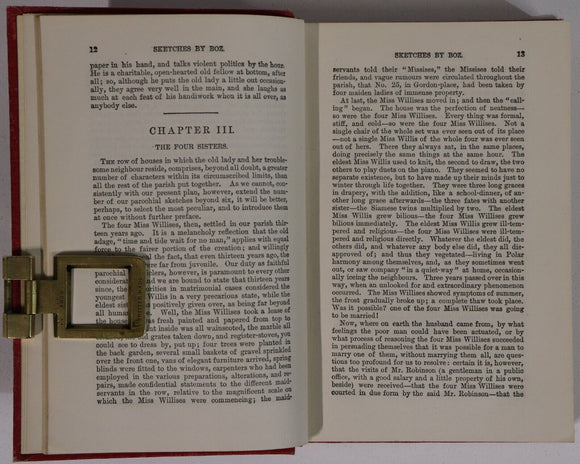 12 SKETCHES BY BOZ.
paper in his hand, and talks violent politics by the hour.
He is a charitable, open-hearted old fellow at bottom, after
all; so, although he puts the old lady a little out occasion-
ally, they agree very well in the main, and she laughs as
much at each feat of his handiwork when it is all over, as
anybody else.
CHAPTER III.
THE FOUR SISTERS.
THE row of houses in which the old lady and her trouble-
some neighbour reside, comprises, beyond all doubt, a greater
number of characters within its circumscribed limits, than
all the rest of the parish put together. As we cannot, con-
sistently with our present plan, however, extend the number
of our parochial sketches beyond six, it will be better,
perhaps, to select the most peculiar, and to introduce them
at once without further preface.
The four Miss Willises, then, settled in our parish thir-
teen years ago. It is a melancholy reflection that the old
adage, "time and tide wait for no man," applies with equal
force to the fairer portion of the creation; and willingly
the fact, that even thirteen years ago, the
were far from juvenile. Our duty as faithful
parochial however, is paramount to every other
considera and we are bound to state that thirteen years
since, the ties in matrimonial cases considered the
youngest Willis in a very precarious state, while the
eldest sis positively given over, as being far beyond
all human Well, the Miss Willises took a lease of
the house; was fresh painted and papered from top to
bottom: the paint inside was all wainscoted, the marble all
cleaned, the old grates taken down, and register-stoves, you
could see to dress by, put up; four trees were planted in
the back garden, several small baskets of gravel sprinkled
over the front one, vans of elegant furniture arrived, spring
blinds were fitted to the windows, carpenters who had been
employed in the various preparations, alterations, and re-
pairs, made confidential statements to the different maid-
servants in the row, relative to the magnificent scale on
which the Miss Willises were commencing; the maid-
SKETCHES BY BOZ. 13
servants told their "Missises," the Missises told their
friends, and vague rumours were circulated throughout the
parish, that No. 25, in Gordon-place, had been taken by
four maiden ladies of immense property.
At last, the Miss Willises moved in; and then the "call-
ing" began. The house was the perfection of neatness—
so were the four Miss Willises. Every thing was formal,
stiff, and cold—so were the four Miss Willises. Not a
single chair of the whole set was ever seen out of its place
—not a single Miss Willis of the whole four was ever seen
out of hers. There they always sat, in the same places,
doing precisely the same things at the same hour. The
eldest Miss Willis used to knit, the second to draw, the two
others to play duets on the piano. They seemed to have no
separate existence, but to have made up their minds just to
winter through life together. They were three long graces
in drapery, with the addition, like a school-dinner, of an-
other long grace afterwards—the three fates with another
sister—the Siamese twins multiplied by two. The eldest
Miss Willis grew bilious—the four Miss Willises grew
bilious immediately. The eldest Miss Willis grew ill-tem-
pered and religious—the four Miss Willises were ill-tem-
pered and religious directly. Whatever the eldest did, the
others did, and whatever any body else did, they all dis-
approved of; and thus they vegetated—living in Polar
harmony among themselves, and, as they sometimes went
out, or saw company "in a quiet-way" at home, occasion-
ally iceing the neighbours. Three years passed over in this
way, when an unlooked for and extraordinary phenomenon
occurred. The Miss Willises showed symptoms of summer,
the frost gradually broke up; a complete thaw took place.
Was it possible? one of the four Miss Willises was going
to be married!
Now, where on earth the husband came from, by what
feelings the poor man could have been actuated, or by
what process of reasoning the four Miss Willises succeeded
in persuading themselves that it was possible for a man to
marry one of them, without marrying them all, are ques-
tions too profound for us to resolve: certain it is, however,
that the visits of Mr. Robinson (a gentleman in a public
office, with a good salary and a little property of his own,
beside) were received—that the four Miss Willises were
courted in due form by the said Mr. Robinson—that the